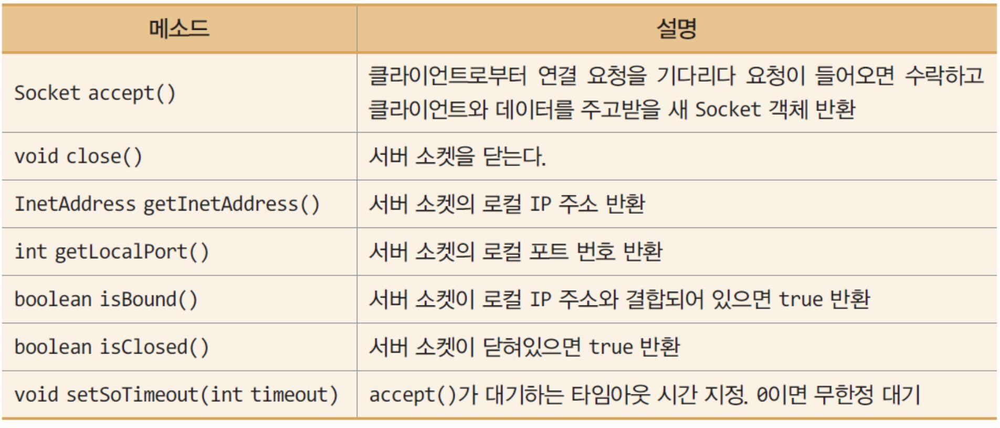 메소드 설명
Socket accept() 클라이언트로부터 연결 요청을 기다리다 요청이 들어오면 수락하고
클라이언트와 데이터를 주고받을 새 Socket 객체 반환
void close() 서버 소켓을 닫는다.
InetAddress getInetAddress() 서버 소켓의 로컬 IP 주소 반환
int getLocalPort() 서버 소켓의 로컬 포트 번호 반환
boolean isBound() 서버 소켓이 로컬 IP 주소와 결합되어 있으면 true 반환
boolean isClosed() 서버 소켓이 닫혀있으면 true 반환
void setSoTimeout(int timeout) accept()가 대기하는 타임아웃 시간 지정. 0이면 무한정 대기